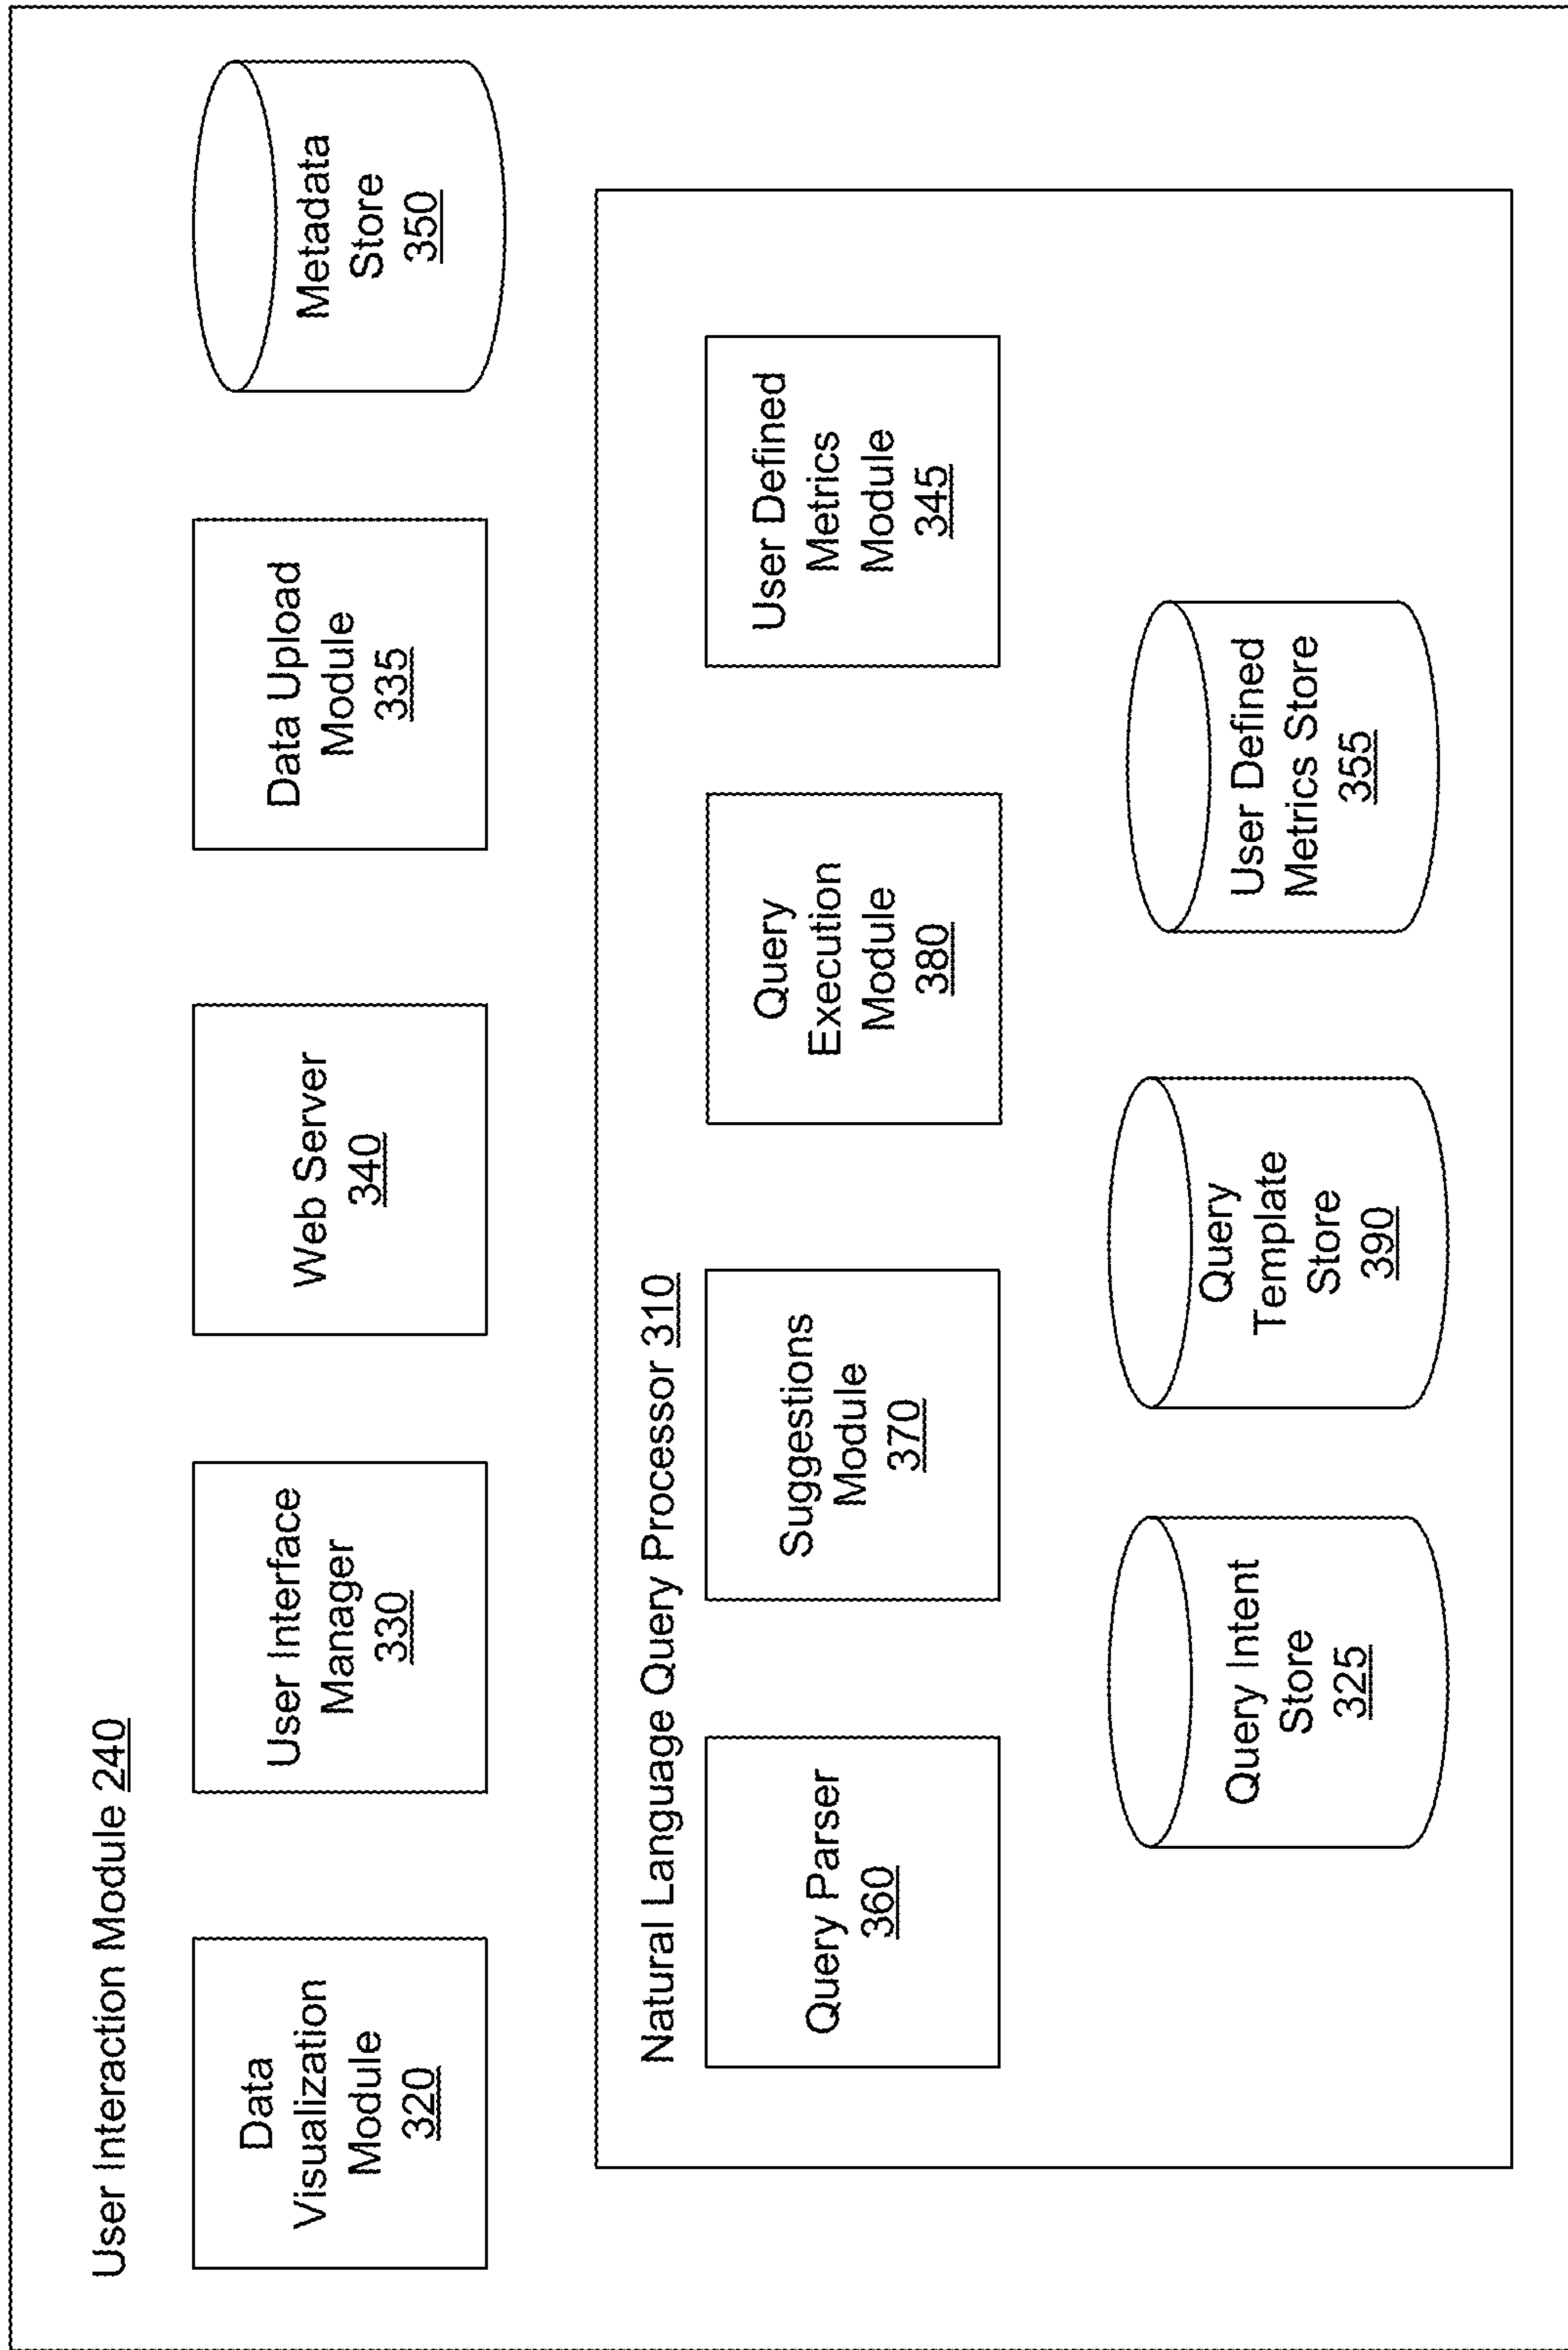 User Interaction Module 240
Data
Visualization
Module
320
User Interface
Manager
330
Web Server
340
Data Upload
Module
335
Metadata
Store
350
Natural Language Query Processor 310
Query Parser
360
Suggestions
Module
370
Query
Execution
Module
380
User Defined
Metrics
Module
345
Query Intent
Store
325
Query
Template
Store
390
User Defined
Metrics Store
355